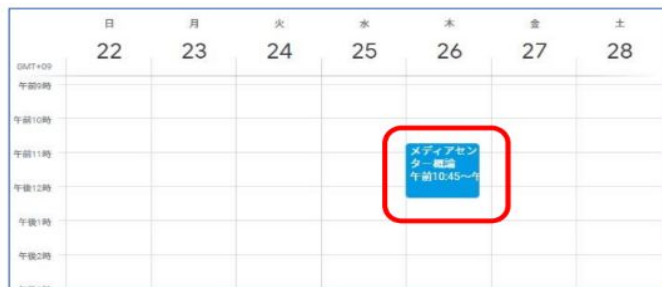 日 月 火 水 木 金 土
22 23 24 25 26 27 28
GMT+09
午前9時
午前10時
午前11時
メディアセン
ター概論
午前10:45～午
午後12時
午後1時
午後2時